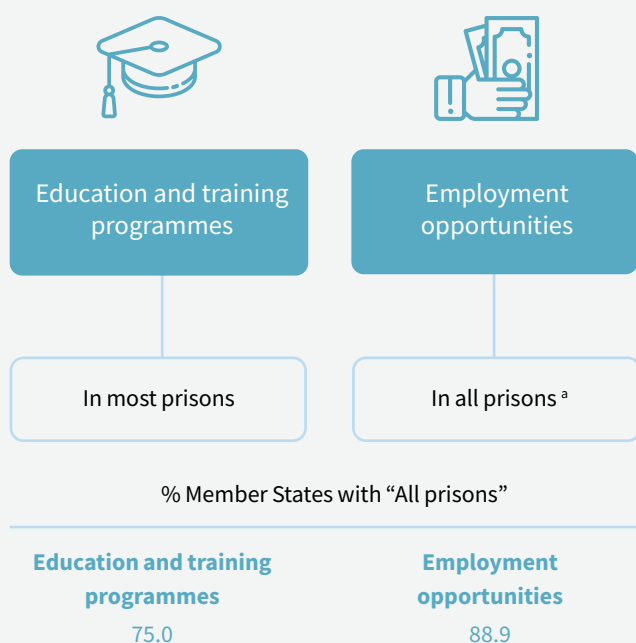 Education and training
programmes
Employment
opportunities
In most prisons
In all prisons ᵃ
% Member States with “All prisons”
Education and training
programmes
Employment
opportunities
75.0
88.9